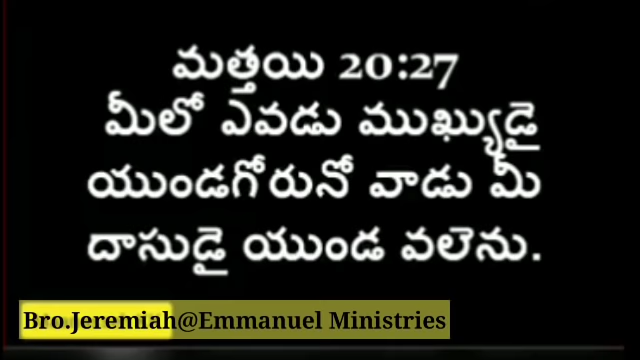 మత్తయి 20:27
మీలో ఎవడు ముఖ్యుడై
యుండగోరునో వాడు మీ
దాసుడై యుండ వలెను.
Bro.Jeremiah@Emmanuel Ministries